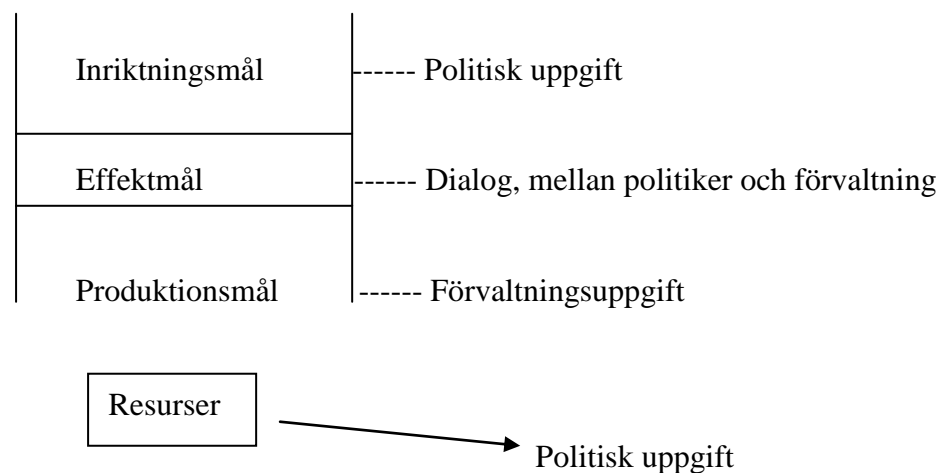 Inriktningsmål ------ Politisk uppgift
Effektmål ------ Dialog, mellan politiker och förvaltning
Produktionsmål ------ Förvaltningsuppgift
Resurser
Politisk uppgift